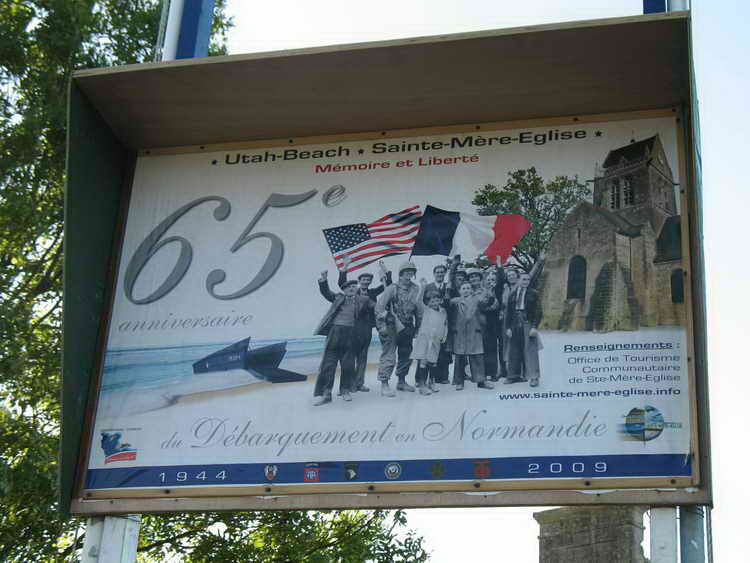 Utah-Beach ★ Sainte-Mère-Eglise ★
Mémoire et Liberté
65e
anniversaire
Renseignements :
Office de Tourisme
Communautaire
de Ste-Mère-Eglise
www.sainte-mere-eglise.info
du Débarquement en Normandie
1944
2009